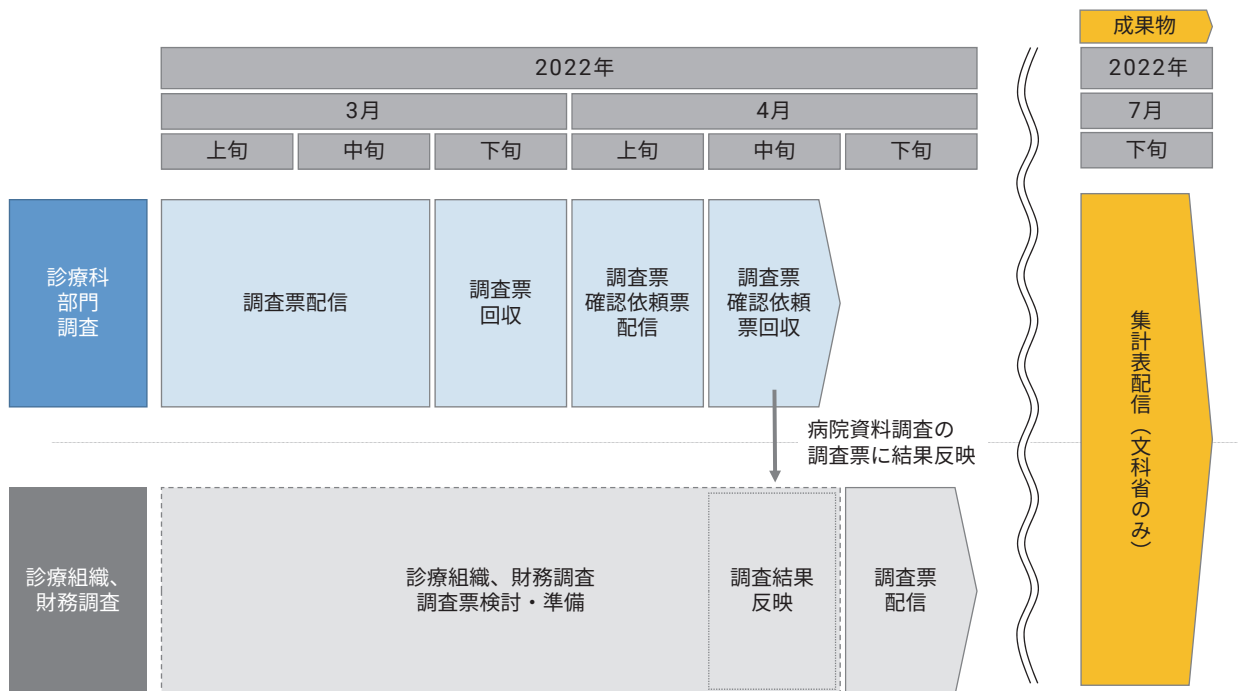 成果物
2022年
2022年
3月
4月
7月
上旬
中旬
下旬
上旬
中旬
下旬
下旬
診療科
部門
調査
調査票配信
調査票
回収
調査票
確認依頼票
配信
調査票
確認依頼
票回収
病院資料調査の
調査票に結果反映
診療組織、
財務調査
診療組織、財務調査
調査票検討・準備
調査結果
反映
調査票
配信
集計表配信（文科省のみ）